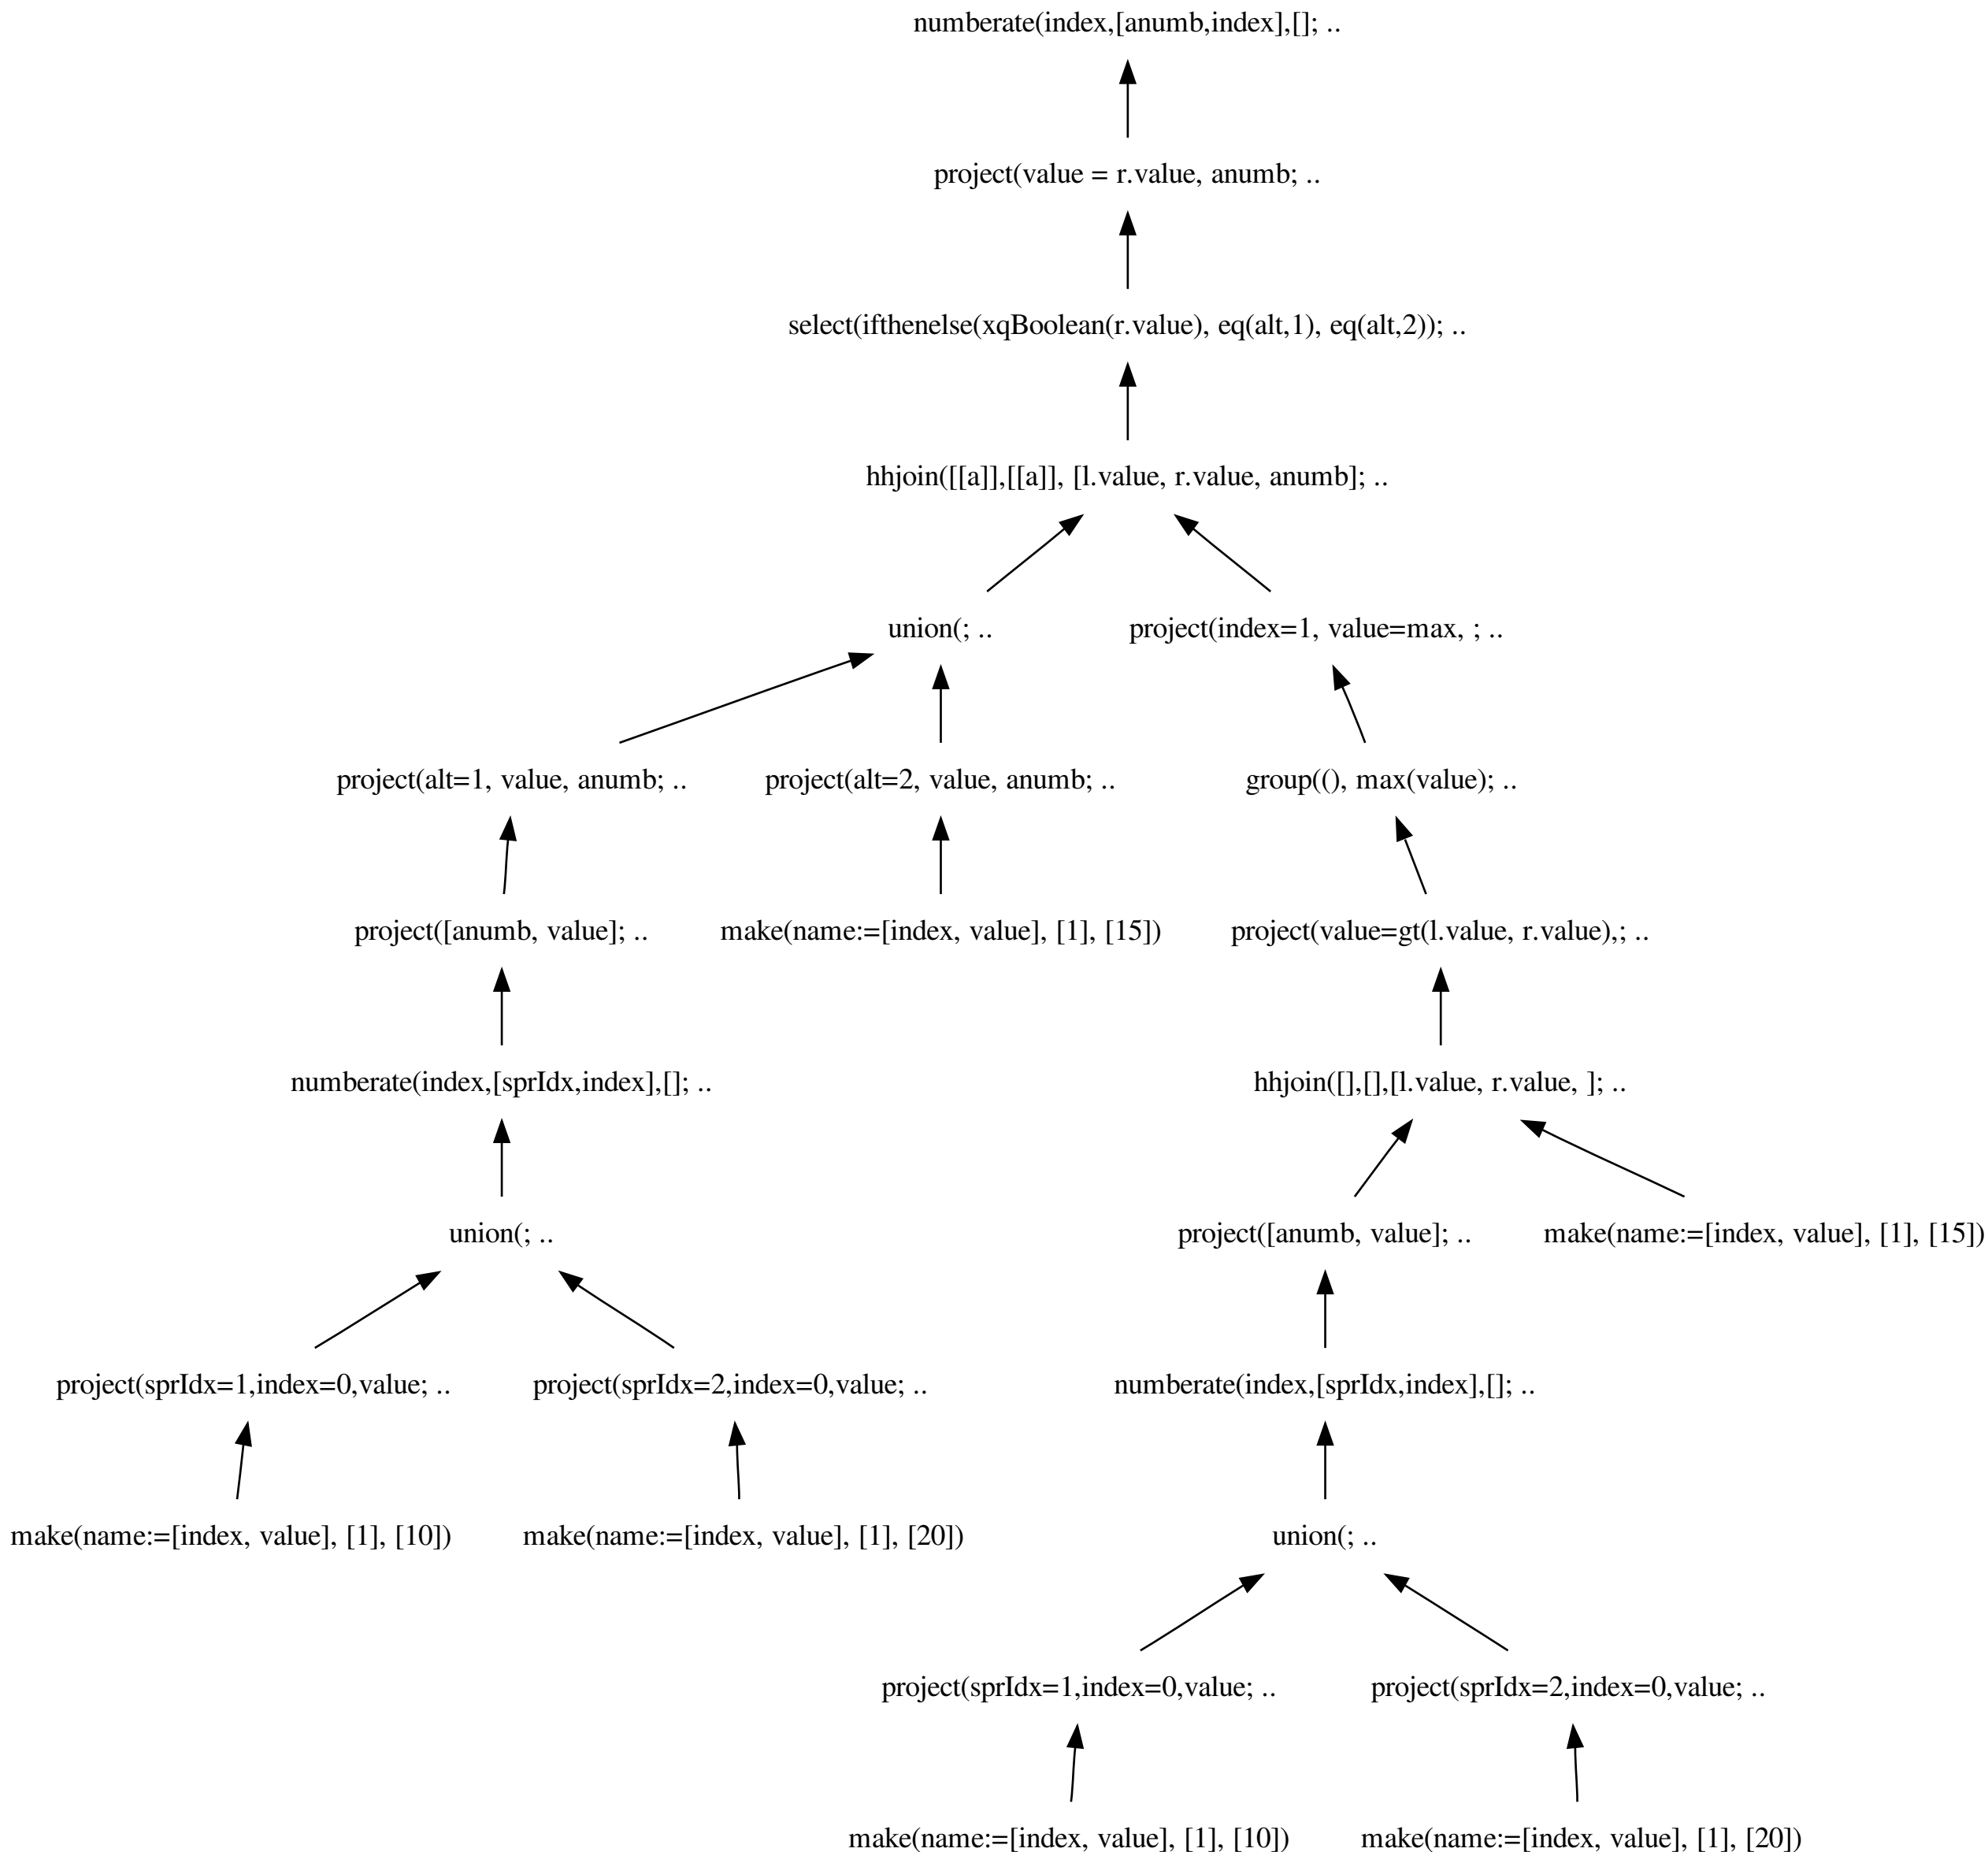 numberate(index,[anumb,index],[]; ..
project(value = r.value, anumb; ..
select(ifthenelse(xqBoolean(r.value), eq(alt,1), eq(alt,2)); ..
hhjoin([[a]],[[a]], [l.value, r.value, anumb]; ..
union(; ..
project(index=1, value=max, ; ..
project(alt=1, value, anumb; ..
project(alt=2, value, anumb; ..
group((), max(value); ..
project([anumb, value]; ..
make(name:=[index, value], [1], [15])
project(value=gt(l.value, r.value),; ..
numberate(index,[sprIdx,index],[]; ..
hhjoin([],[],[l.value, r.value, ]; ..
union(; ..
project([anumb, value]; ..
make(name:=[index, value], [1], [15])
project(sprIdx=1,index=0,value; ..
project(sprIdx=2,index=0,value; ..
numberate(index,[sprIdx,index],[]; ..
make(name:=[index, value], [1], [10])
make(name:=[index, value], [1], [20])
union(; ..
project(sprIdx=1,index=0,value; ..
project(sprIdx=2,index=0,value; ..
make(name:=[index, value], [1], [10])
make(name:=[index, value], [1], [20])